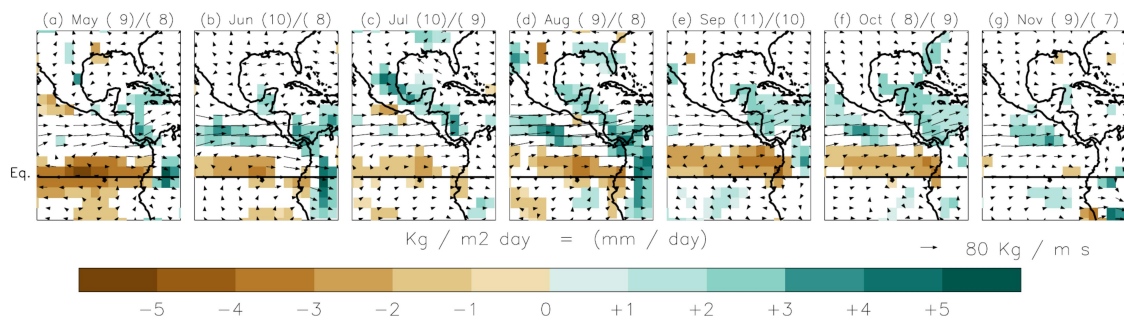 (a) May ( 9)/( 8) (b) Jun (10)/( 8) (c) Jul (10)/( 9) (d) Aug ( 9)/( 8) (e) Sep (11)/(10) (f) Oct ( 8)/( 9) (g) Nov ( 9)/( 7)
Eq.
Kg / m2 day = (mm / day)
80 Kg / m s
−5 −4 −3 −2 −1 0 +1 +2 +3 +4 +5